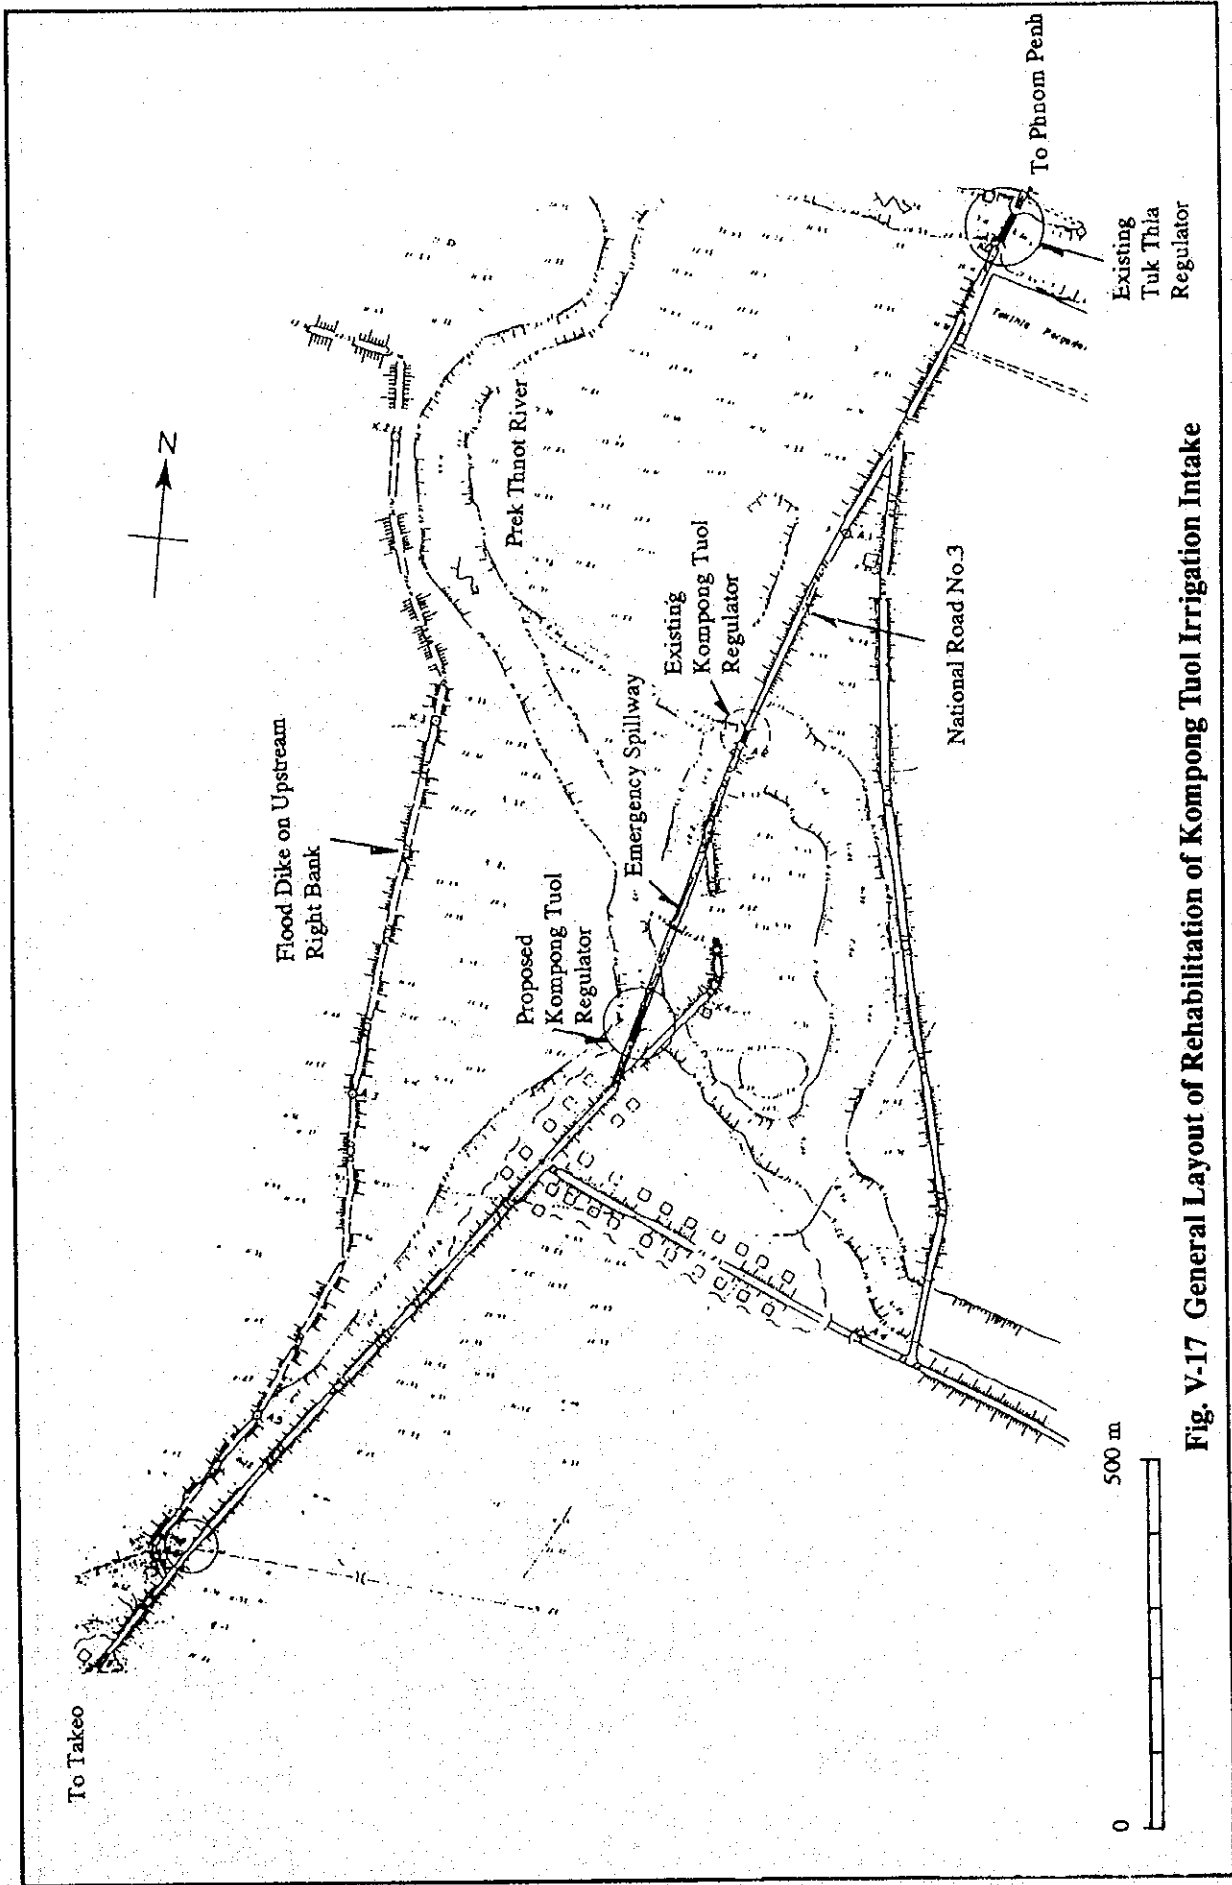 To Takeo
Flood Dike on Upstream
Right Bank
N
Prek Thnot River
Proposed
Kompong Tuol
Regulator
Emergency Spillway
Existing
Kompong Tuol
Regulator
National Road No.3
To Phnom Penh
Existing
Tuk Thla
Regulator
0
500 m
Fig. V-17 General Layout of Rehabilitation of Kompong Tuol Irrigation Intake